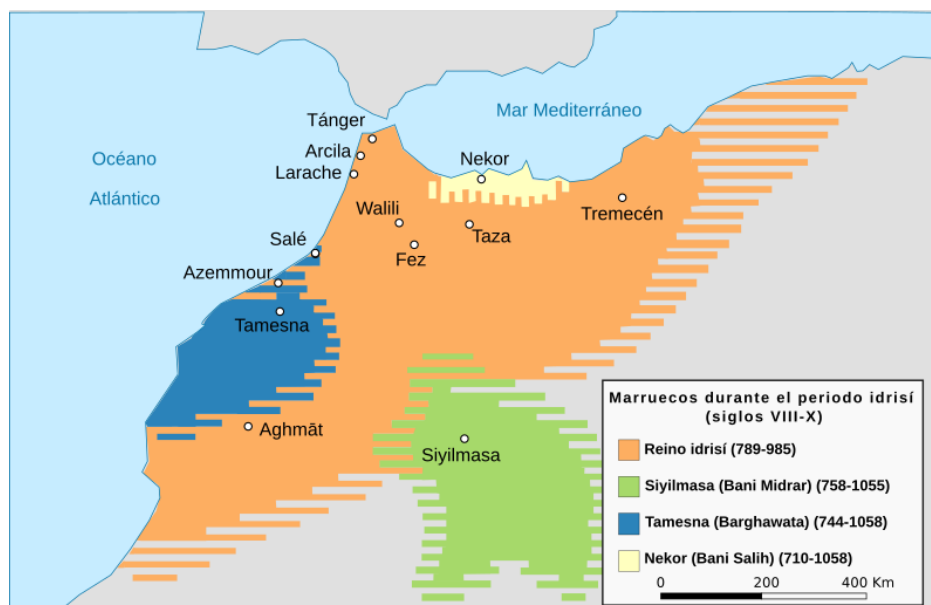 Mar Mediterráneo
Océano
Atlántico
Tánger
Arcila
Larache
Nekor
Walili
Taza
Tremecén
Fez
Salé
Azemmour
Tamesna
Aghmāt
Siyilmasa
Marruecos durante el periodo idrisí
(siglos VIII-X)
Reino idrisí (789-985)
Siyilmasa (Bani Midrar) (758-1055)
Tamesna (Barghawata) (744-1058)
Nekor (Bani Salih) (710-1058)
0 200 400 Km